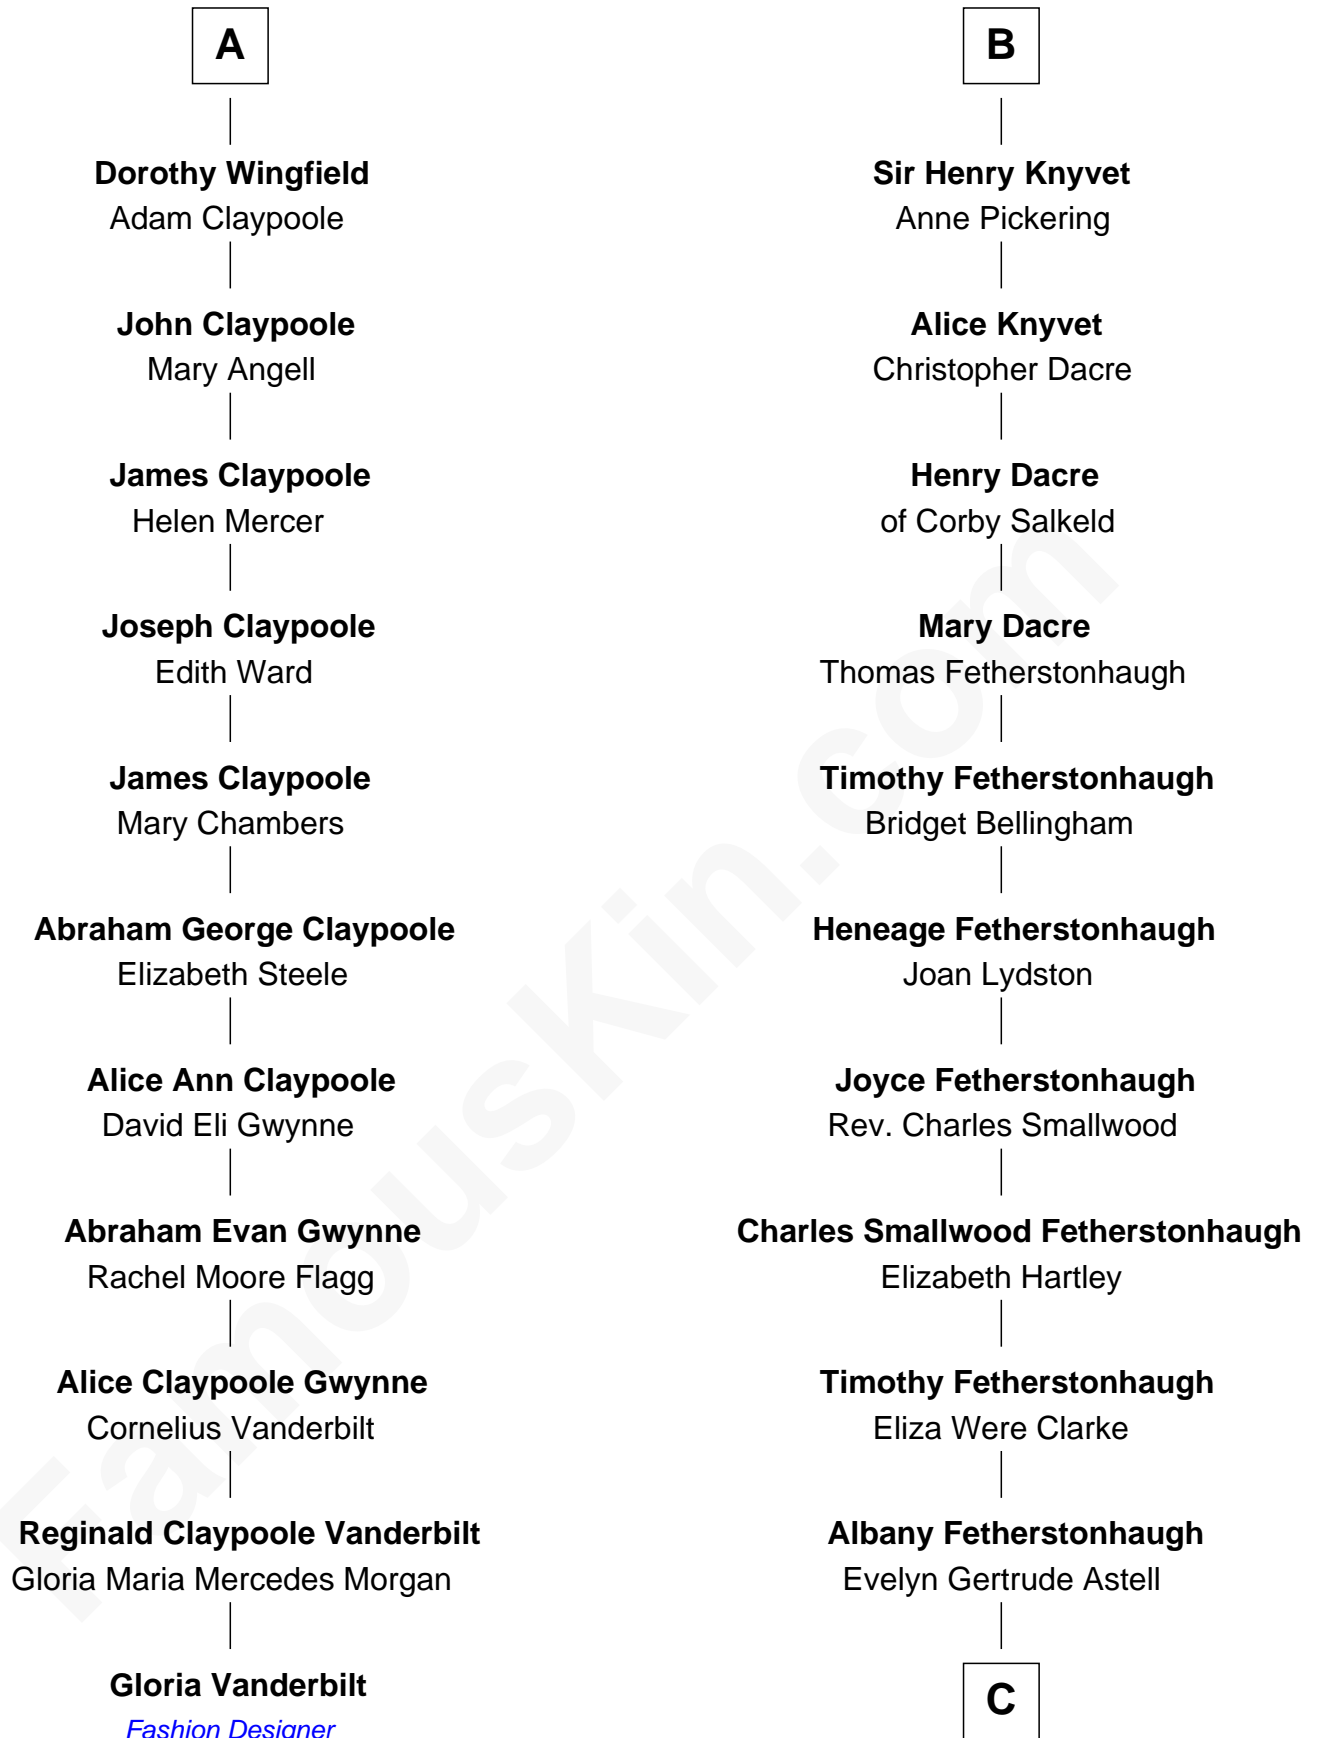 A
Dorothy Wingfield
Adam Claypoole
John Claypoole
Mary Angell
James Claypoole
Helen Mercer
Joseph Claypoole
Edith Ward
James Claypoole
Mary Chambers
Abraham George Claypoole
Elizabeth Steele
Alice Ann Claypoole
David Eli Gwynne
Abraham Evan Gwynne
Rachel Moore Flagg
Alice Claypoole Gwynne
Cornelius Vanderbilt
Reginald Claypoole Vanderbilt
Gloria Maria Mercedes Morgan
Gloria Vanderbilt
Fashion Designer
B
Sir Henry Knyvet
Anne Pickering
Alice Knyvet
Christopher Dacre
Henry Dacre
of Corby Salkeld
Mary Dacre
Thomas Fetherstonhaugh
Timothy Fetherstonhaugh
Bridget Bellingham
Heneage Fetherstonhaugh
Joan Lydston
Joyce Fetherstonhaugh
Rev. Charles Smallwood
Charles Smallwood Fetherstonhaugh
Elizabeth Hartley
Timothy Fetherstonhaugh
Eliza Were Clarke
Albany Fetherstonhaugh
Evelyn Gertrude Astell
C
FamousKin.com